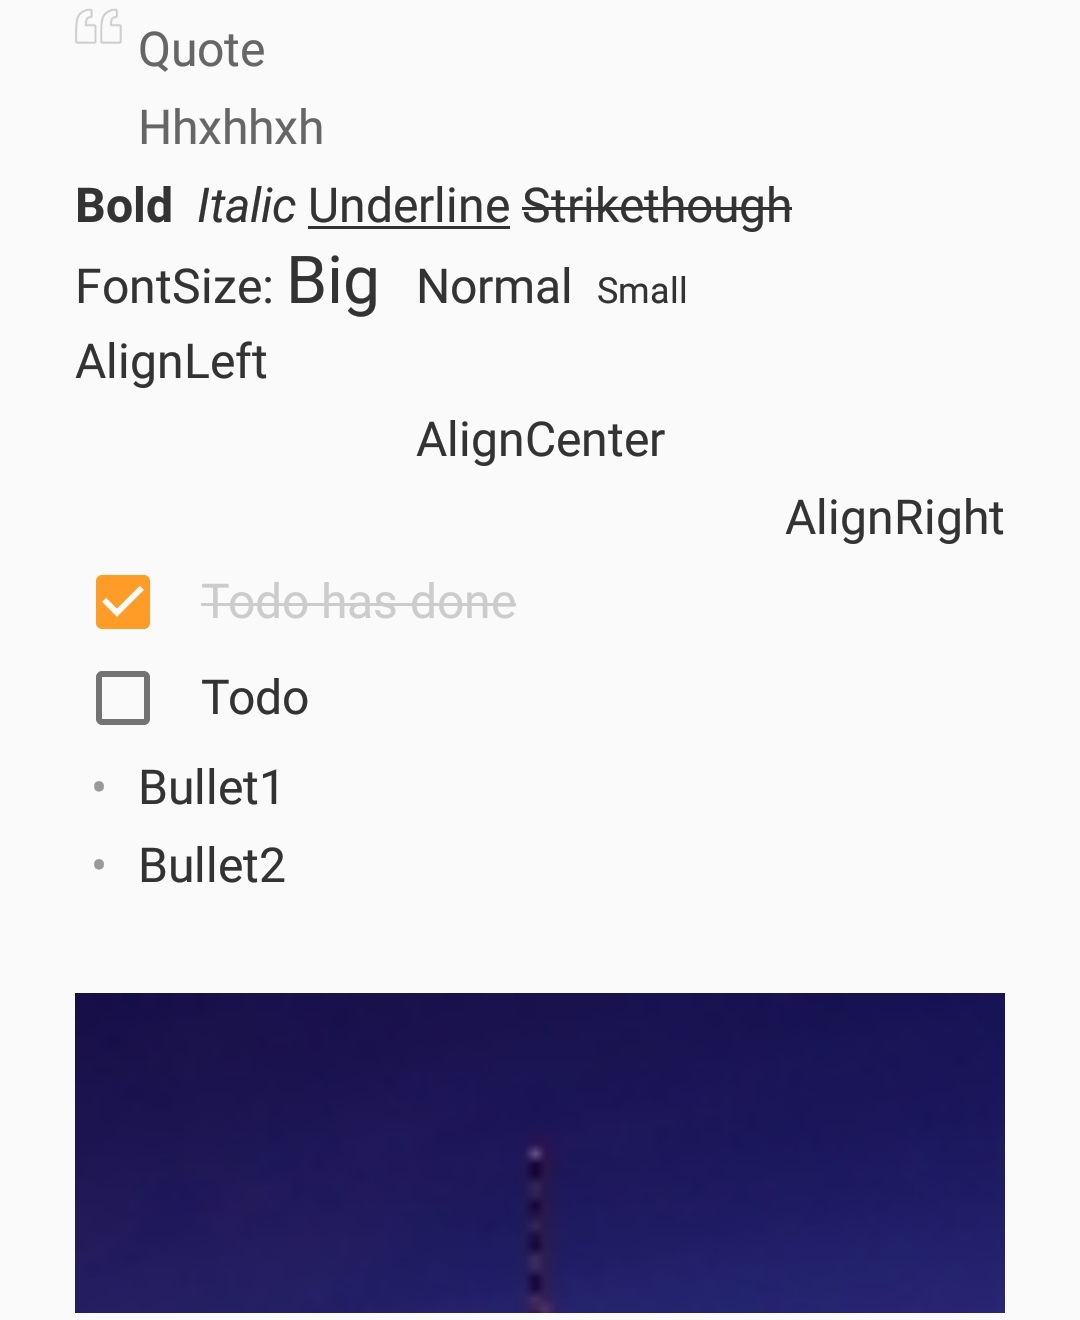 Quote
Hhxhhxh
Bold Italic Underline Strikethough
FontSize: Big Normal Small
AlignLeft
AlignCenter
AlignRight
Todo has done
Todo
Bullet1
Bullet2